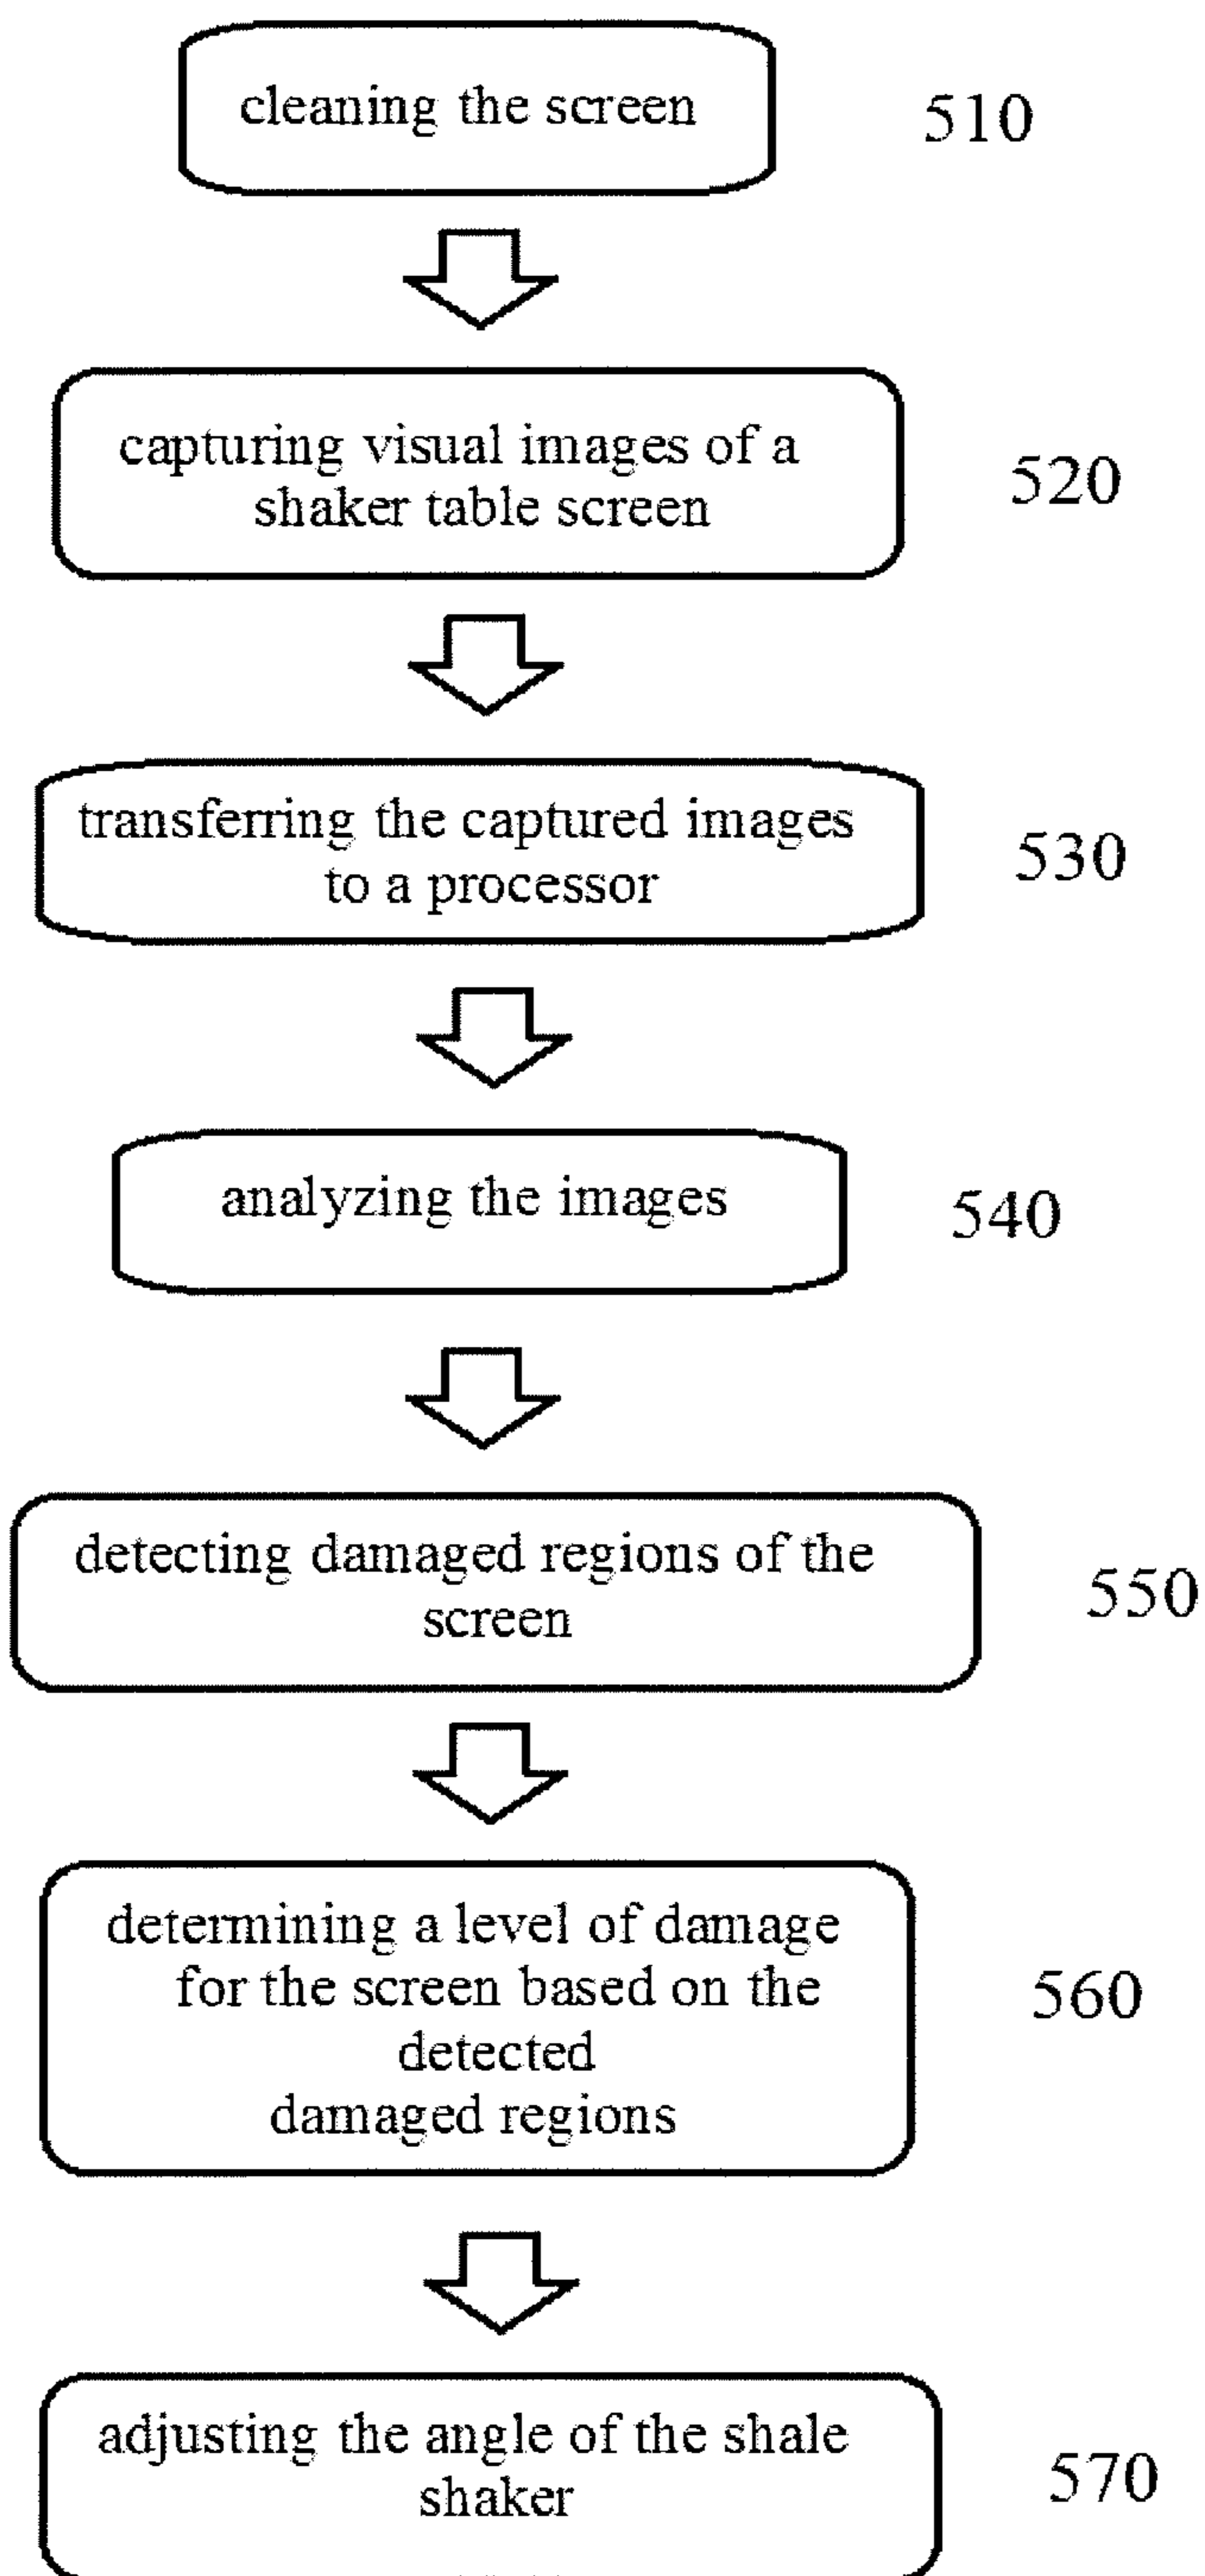 cleaning the screen
510
capturing visual images of a
shaker table screen
520
transferring the captured images
to a processor
530
analyzing the images
540
detecting damaged regions of the
screen
550
determining a level of damage
for the screen based on the
detected
damaged regions
560
adjusting the angle of the shale
shaker
570